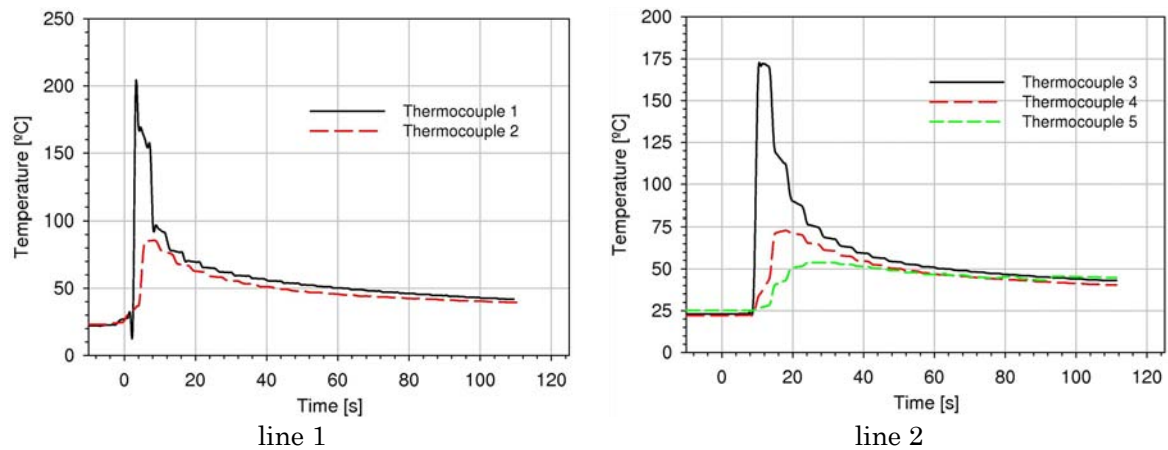 250
200
150
100
50
0
Temperature [ºC]
Thermocouple 1
Thermocouple 2
0 20 40 60 80 100 120
Time [s]
line 1
200
175
150
125
100
75
50
25
0
Temperature [ºC]
Thermocouple 3
Thermocouple 4
Thermocouple 5
0 20 40 60 80 100 120
Time [s]
line 2